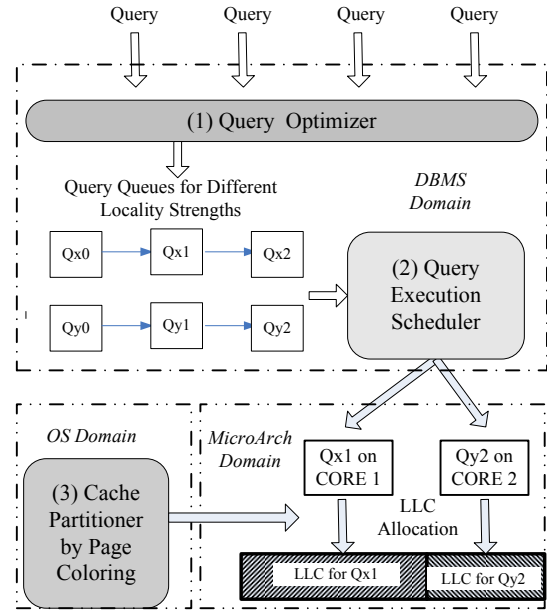 Query Query Query Query
(1) Query Optimizer
Query Queues for Different
Locality Strengths
DBMS
Domain
Qx0 Qx1 Qx2
Qy0 Qy1 Qy2
(2) Query
Execution
Scheduler
OS Domain
(3) Cache
Partitioner
by Page
Coloring
MicroArch
Domain
Qx1 on
CORE 1
Qy2 on
CORE 2
LLC
Allocation
LLC for Qx1 LLC for Qy2